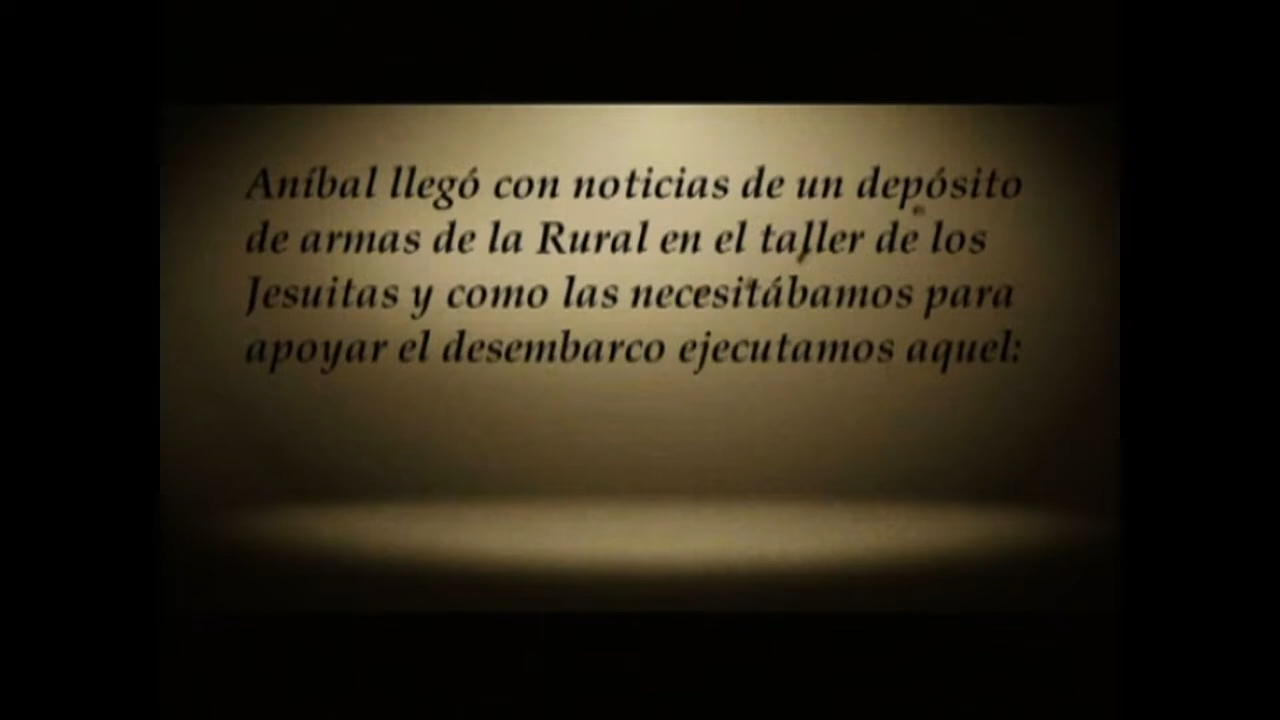 Aníbal llegó con noticias de un depósito
de armas de la Rural en el taller de los
Jesuitas y como las necesitábamos para
apoyar el desembarco ejecutamos aquel: